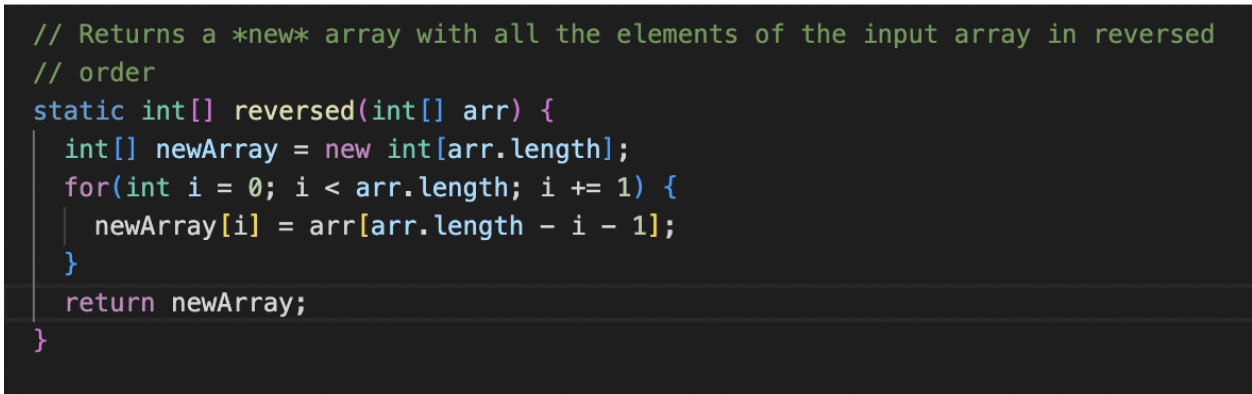 // Returns a *new* array with all the elements of the input array in reversed
// order
static int[] reversed(int[] arr) {
  int[] newArray = new int[arr.length];
  for(int i = 0; i < arr.length; i += 1) {
    newArray[i] = arr[arr.length - i - 1];
  }
  return newArray;
}